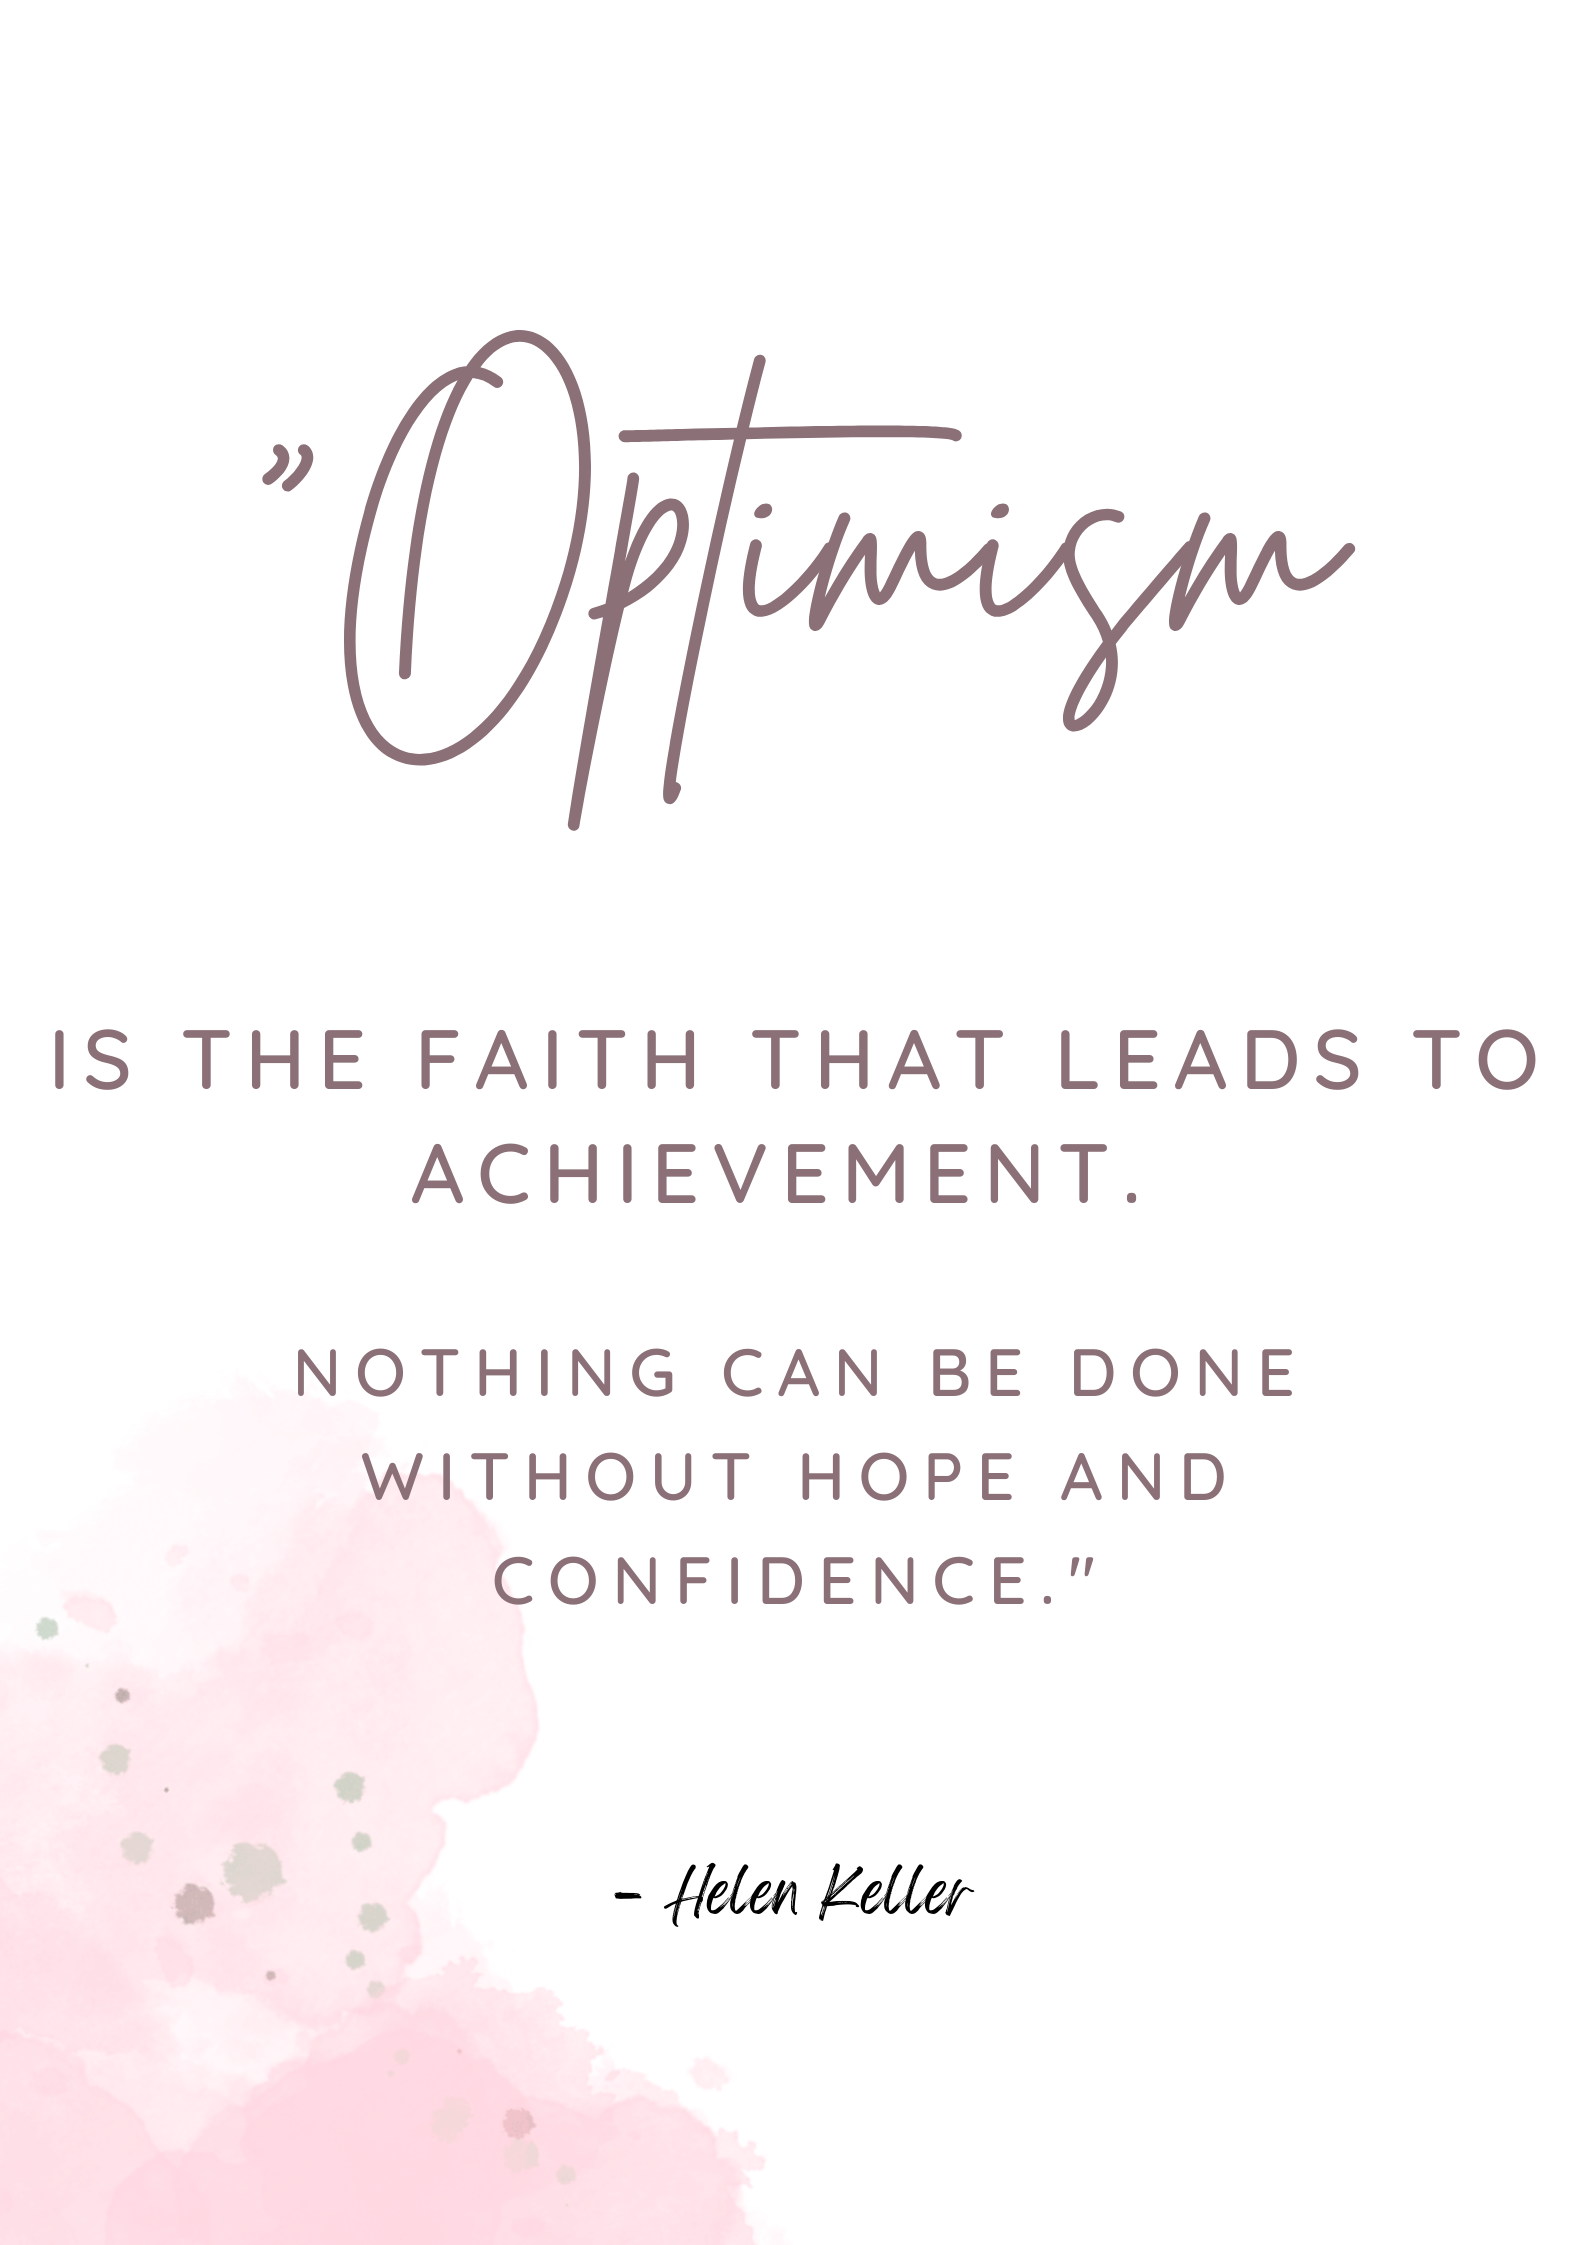 ”Optimism
IS THE FAITH THAT LEADS TO
ACHIEVEMENT.
NOTHING CAN BE DONE
WITHOUT HOPE AND
CONFIDENCE."
- Helen Keller